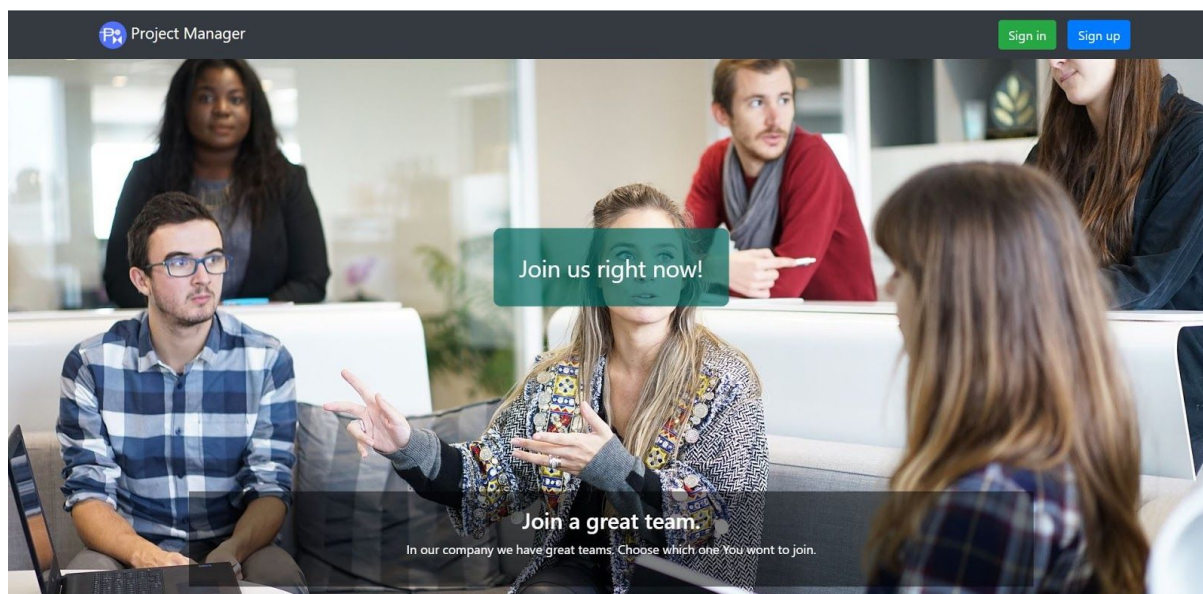 Project Manager
Sign in
Sign up
Join us right now!
Join a great team.
In our company we have great teams. Choose which one You wont to join.